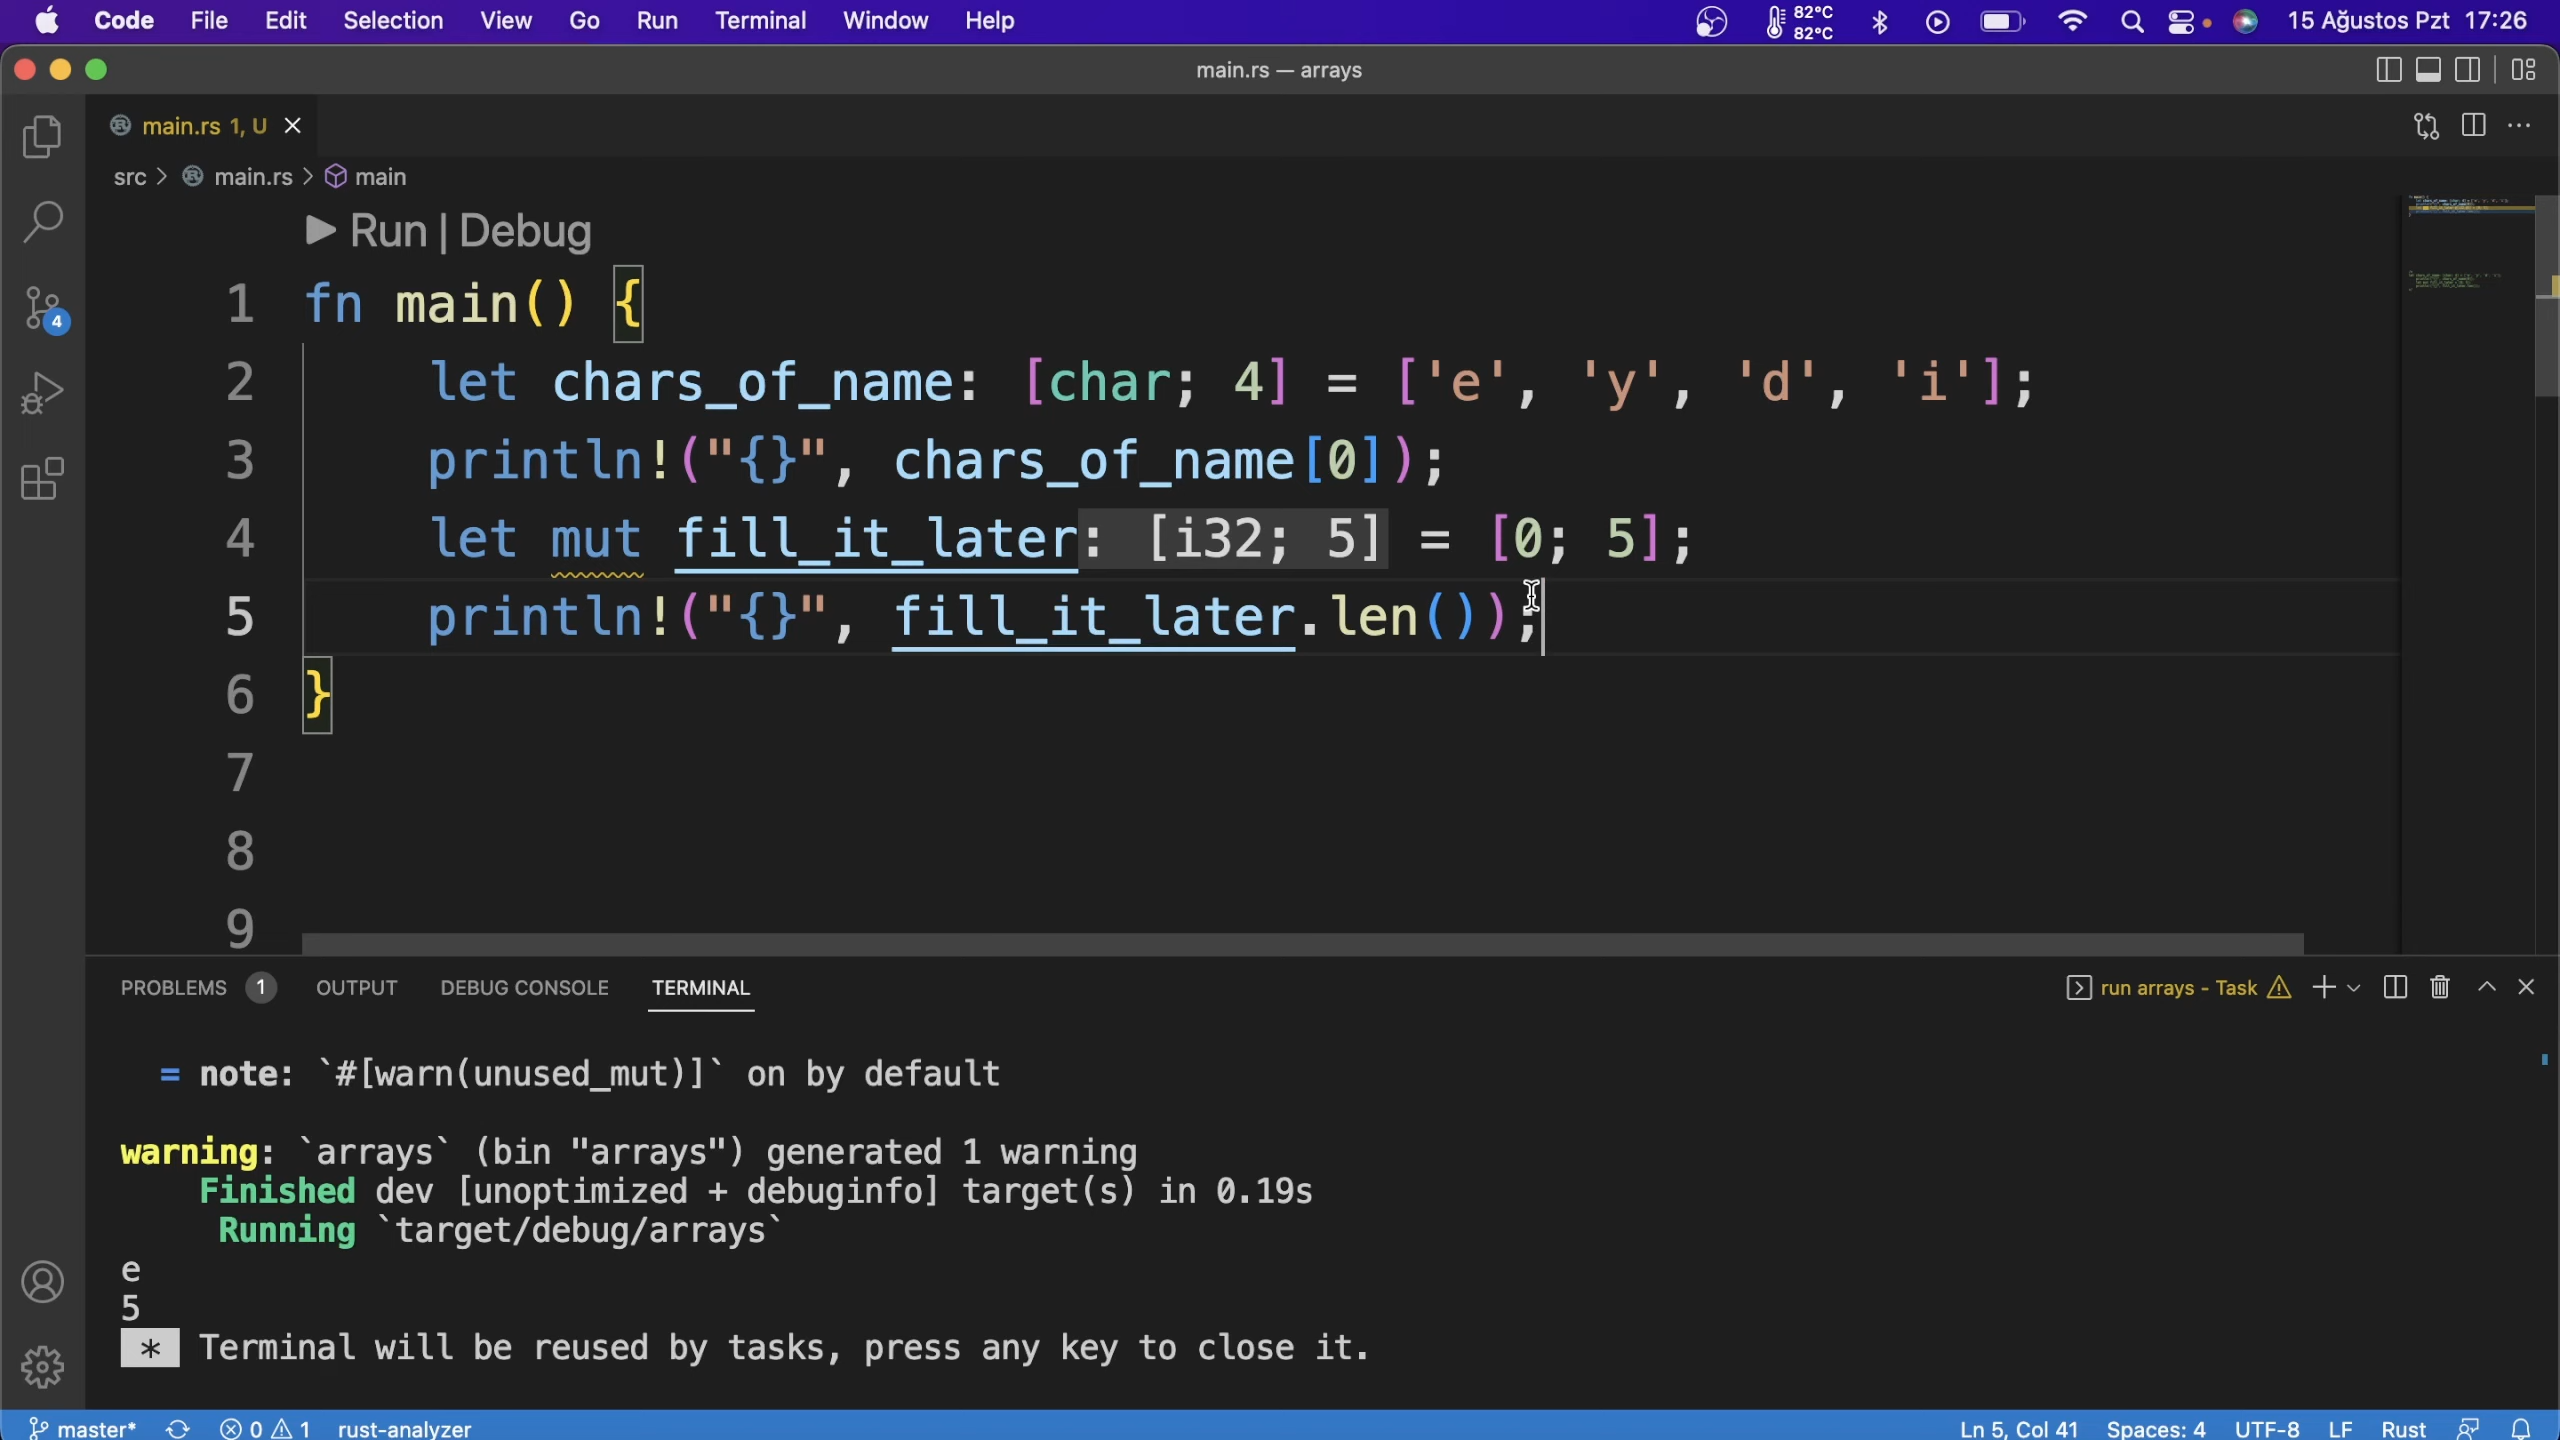 Code File Edit Selection View Go Run Terminal Window Help 82°C 82°C 15 Ağustos Pzt 17:26
main.rs — arrays
main.rs 1, U
src > main.rs > main
4
Run | Debug
1 fn main() {
2 let chars_of_name: [char; 4] = ['e', 'y', 'd', 'i'];
3 println!("{}", chars_of_name[0]);
4 let mut fill_it_later: [i32; 5] = [0; 5];
5 println!("{}", fill_it_later.len());
6 }
7
8
9
PROBLEMS 1 OUTPUT DEBUG CONSOLE TERMINAL run arrays - Task
= note: `#[warn(unused_mut)]` on by default
warning: `arrays` (bin "arrays") generated 1 warning
Finished dev [unoptimized + debuginfo] target(s) in 0.19s
Running `target/debug/arrays`
e
5
* Terminal will be reused by tasks, press any key to close it.
master* 0 1 rust-analyzer Ln 5, Col 41 Spaces: 4 UTF-8 LF Rust